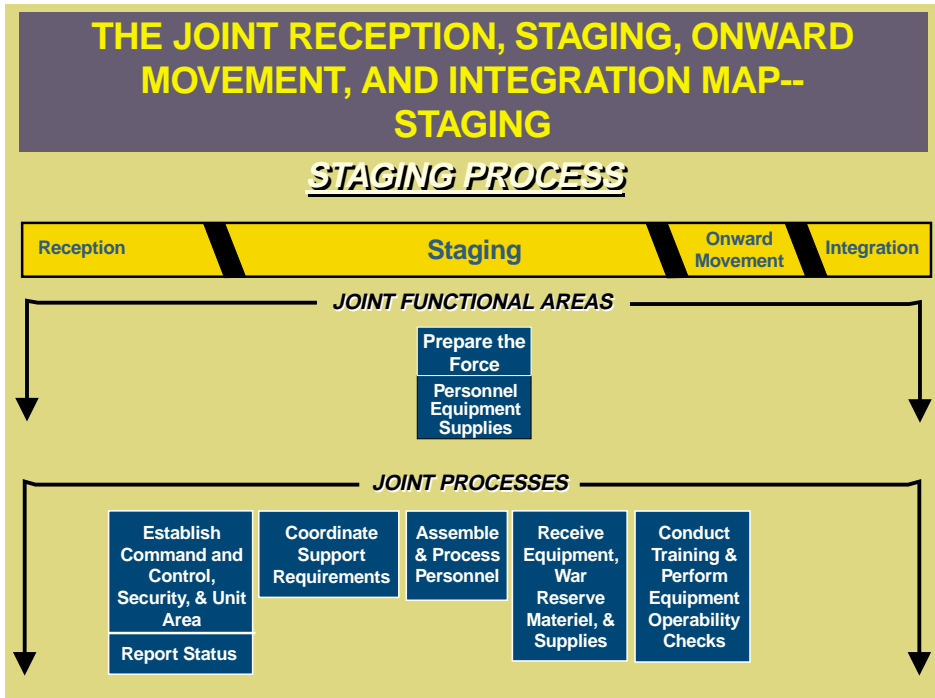 THE JOINT RECEPTION, STAGING, ONWARD
MOVEMENT, AND INTEGRATION MAP--
STAGING
STAGING PROCESS
Reception
Staging
Onward
Movement
Integration
JOINT FUNCTIONAL AREAS
Prepare the
Force
Personnel
Equipment
Supplies
JOINT PROCESSES
Establish
Command and
Control,
Security, & Unit
Area
Report Status
Coordinate
Support
Requirements
Assemble
& Process
Personnel
Receive
Equipment,
War
Reserve
Materiel, &
Supplies
Conduct
Training &
Perform
Equipment
Operability
Checks